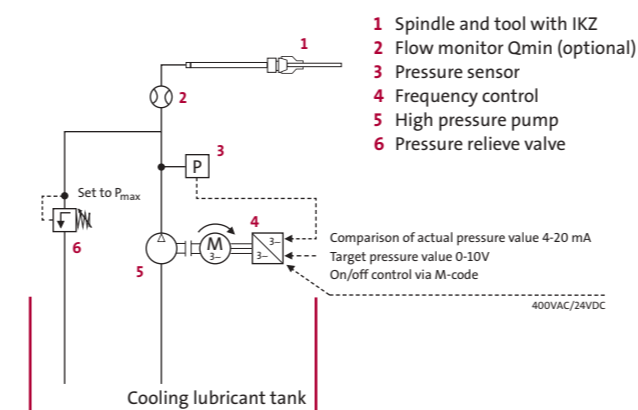 1 Spindle and tool with IKZ
2 Flow monitor Qmin (optional)
3 Pressure sensor
4 Frequency control
5 High pressure pump
6 Pressure relieve valve
1
2
3
P
Set to Pmax
6
4
M
3~
3~
3~
5
Comparison of actual pressure value 4-20 mA
Target pressure value 0-10V
On/off control via M-code
400VAC/24VDC
Cooling lubricant tank